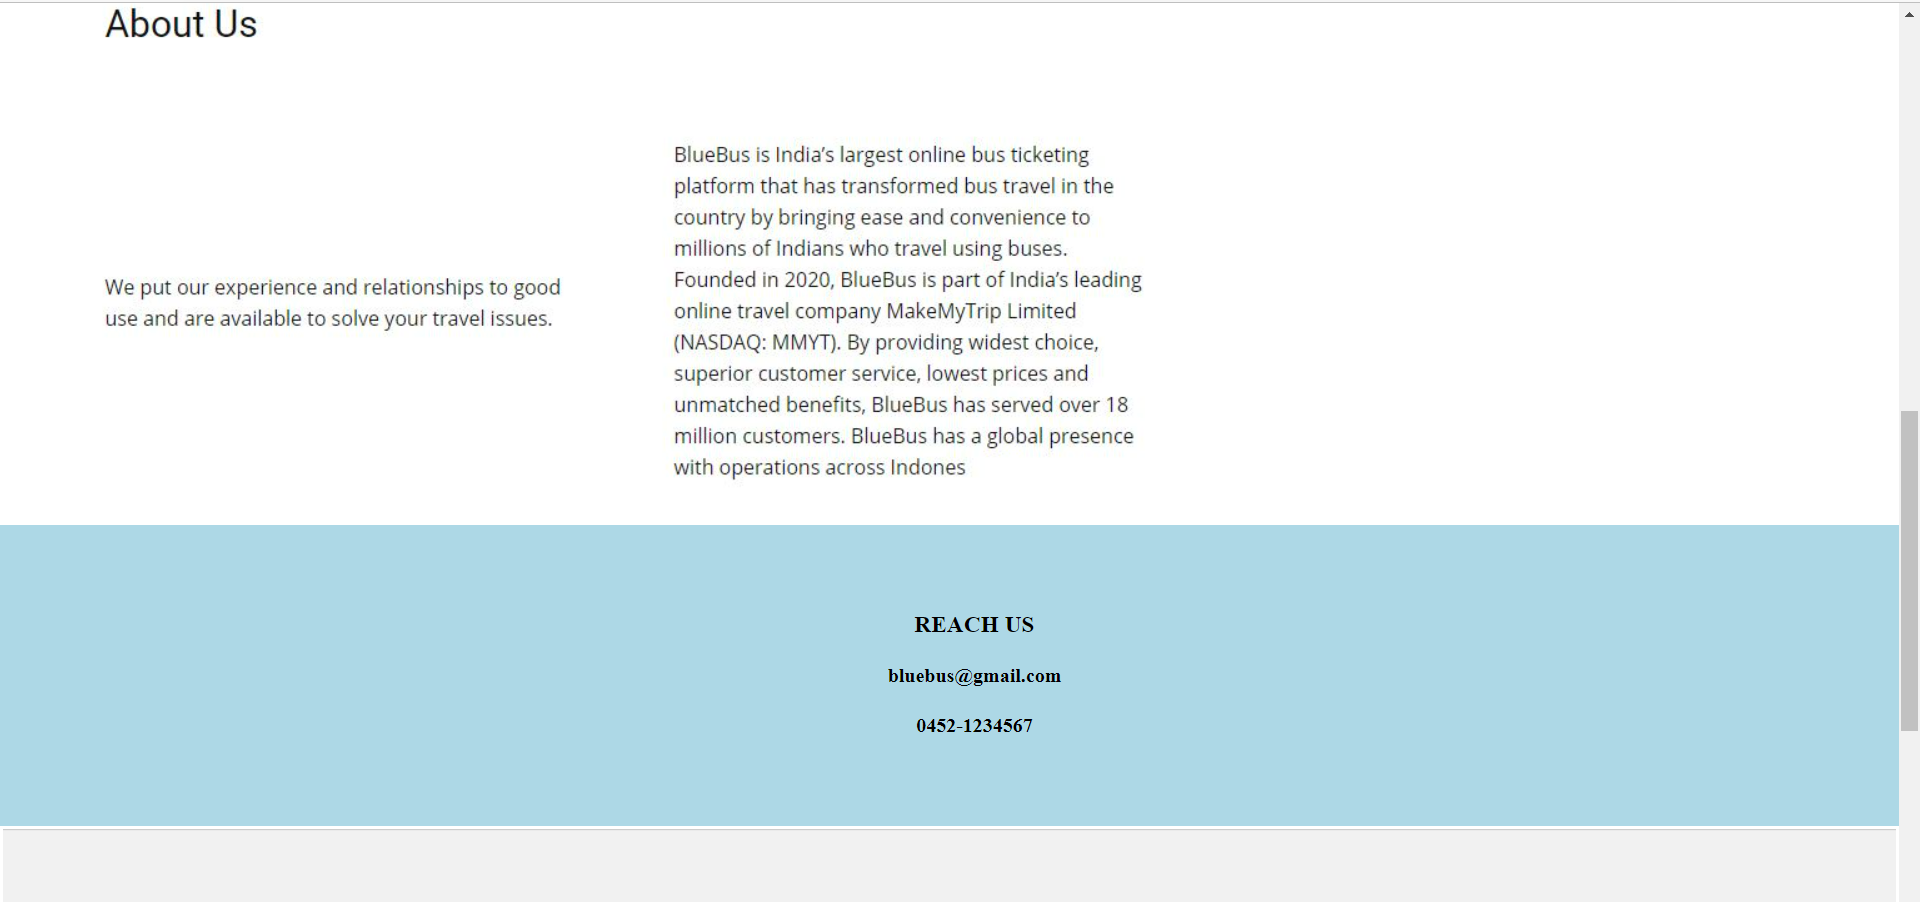 About Us
We put our experience and relationships to good
use and are available to solve your travel issues.
BlueBus is India’s largest online bus ticketing
platform that has transformed bus travel in the
country by bringing ease and convenience to
millions of Indians who travel using buses.
Founded in 2020, BlueBus is part of India’s leading
online travel company MakeMyTrip Limited
(NASDAQ: MMYT). By providing widest choice,
superior customer service, lowest prices and
unmatched benefits, BlueBus has served over 18
million customers. BlueBus has a global presence
with operations across Indones
REACH US
bluebus@gmail.com
0452-1234567